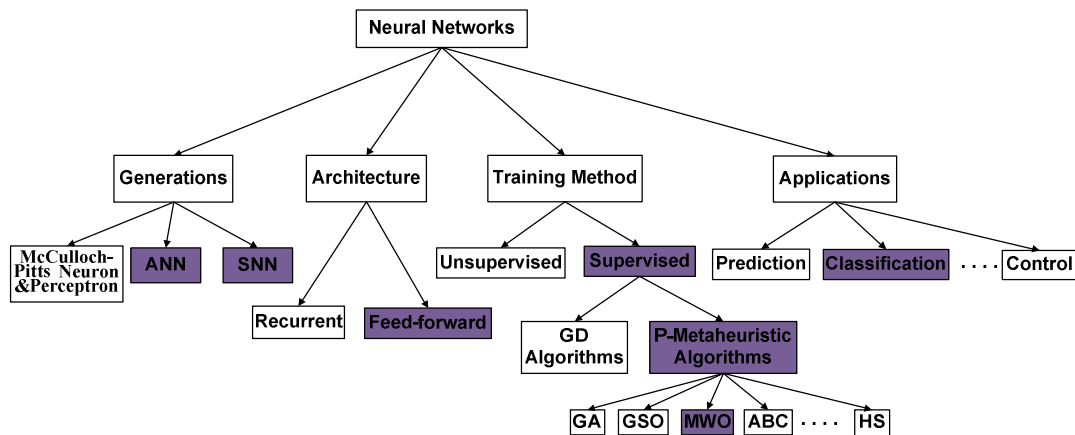 Neural Networks
Generations
Architecture
Training Method
Applications
McCulloch-
Pitts Neuron
&Perceptron
ANN
SNN
Unsupervised
Supervised
Prediction
Classification
. . . .
Control
Recurrent
Feed-forward
GD
Algorithms
P-Metaheuristic
Algorithms
GA
GSO
MWO
ABC
. . . .
HS